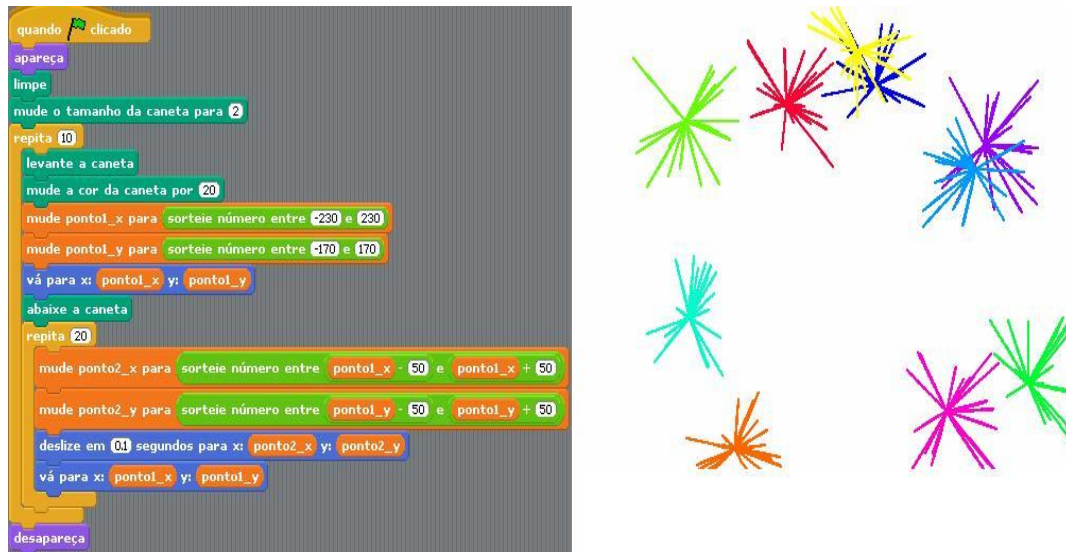 quando clicado
apareça
limpe
mude o tamanho da caneta para 2
repita 10
levante a caneta
mude a cor da caneta por 20
mude ponto1_x para sorteie número entre -230 e 230
mude ponto1_y para sorteie número entre -170 e 170
vá para x: ponto1_x y: ponto1_y
abaixe a caneta
repita 20
mude ponto2_x para sorteie número entre ponto1_x - 50 e ponto1_x + 50
mude ponto2_y para sorteie número entre ponto1_y - 50 e ponto1_y + 50
deslize em 0.1 segundos para x: ponto2_x y: ponto2_y
vá para x: ponto1_x y: ponto1_y
desapareça